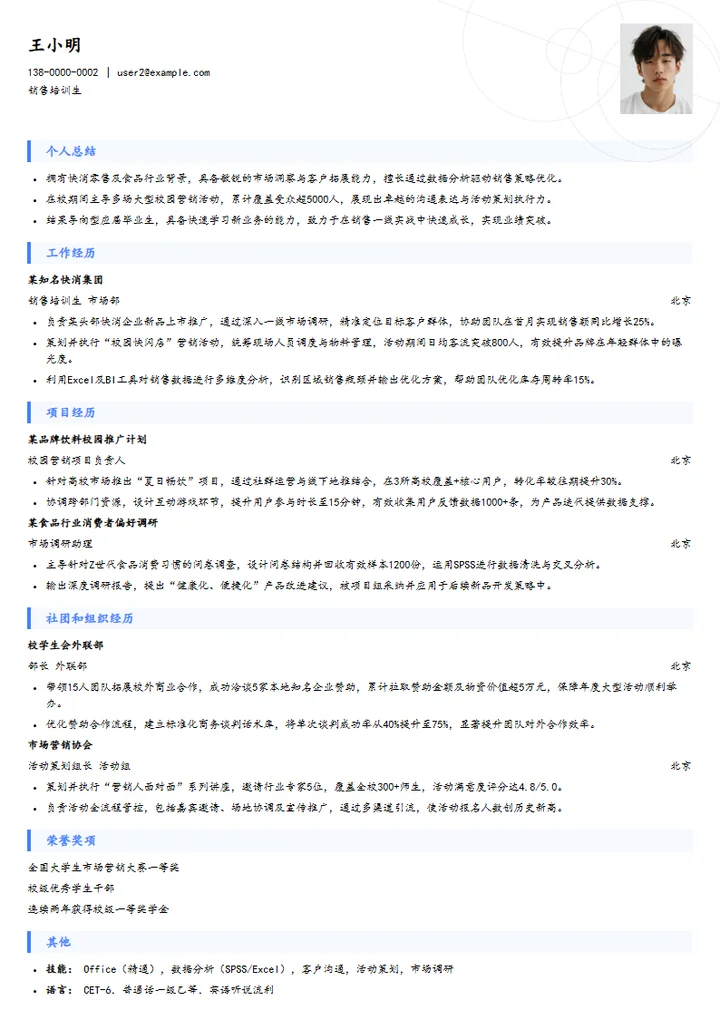 王小明
138-0000-0002 | user2@example.com
销售培训生
个人总结
• 拥有快消零售及食品行业背景，具备敏锐的市场洞察与客户拓展能力，擅长通过数据分析驱动销售策略优化。
• 在校期间主导多场大型校园营销活动，累计覆盖受众超5000人，展现出卓越的沟通表达与活动策划执行力。
• 结果导向型应届毕业生，具备快速学习新业务的能力，致力于在销售一线实战中快速成长，实现业绩突破。
工作经历
某知名快消集团
销售培训生 市场部 北京
• 负责某头部快消企业新品上市推广，通过深入一线市场调研，精准定位目标客户群体，协助团队在首月实现销售额同比增长25%。
• 策划并执行“校园快闪店”营销活动，统筹现场人员调度与物料管理，活动期间日均客流突破800人，有效提升品牌在年轻群体中的曝
光度。
• 利用Excel及BI工具对销售数据进行多维度分析，识别区域销售瓶颈并输出优化方案，帮助团队优化库存周转率15%。
项目经历
某品牌饮料校园推广计划
校园营销项目负责人 北京
• 针对高校市场推出“夏日畅饮”项目，通过社群运营与线下地推结合，在3所高校覆盖+核心用户，转化率较往期提升30%。
• 协调跨部门资源，设计互动游戏环节，提升用户参与时长至15分钟，有效收集用户反馈数据1000+条，为产品迭代提供数据支撑。
某食品行业消费者偏好调研
市场调研助理 北京
• 主导针对Z世代食品消费习惯的问卷调查，设计问卷结构并回收有效样本1200份，运用SPSS进行数据清洗与交叉分析。
• 输出深度调研报告，提出“健康化、便捷化”产品改进建议，被项目组采纳并应用于后续新品开发策略中。
社团和组织经历
校学生会外联部
部长 外联部 北京
• 带领15人团队拓展校外商业合作，成功洽谈5家本地知名企业赞助，累计拉取赞助金额及物资价值超5万元，保障年度大型活动顺利举
办。
• 优化赞助合作流程，建立标准化商务谈判话术库，将单次谈判成功率从40%提升至75%，显著提升团队对外合作效率。
市场营销协会
活动策划组长 活动组 北京
• 策划并执行“营销人面对面”系列讲座，邀请行业专家5位，覆盖全校300+师生，活动满意度评分达4.8/5.0。
• 负责活动全流程管控，包括嘉宾邀请、场地协调及宣传推广，通过多渠道引流，使活动报名人数创历史新高。
荣誉奖项
全国大学生市场营销大赛一等奖
校级优秀学生干部
连续两年获得校级一等奖学金
其他
• 技能： Office（精通），数据分析（SPSS/Excel），客户沟通，活动策划，市场调研
• 语言： CET-6，普通话一级乙等，英语听说流利